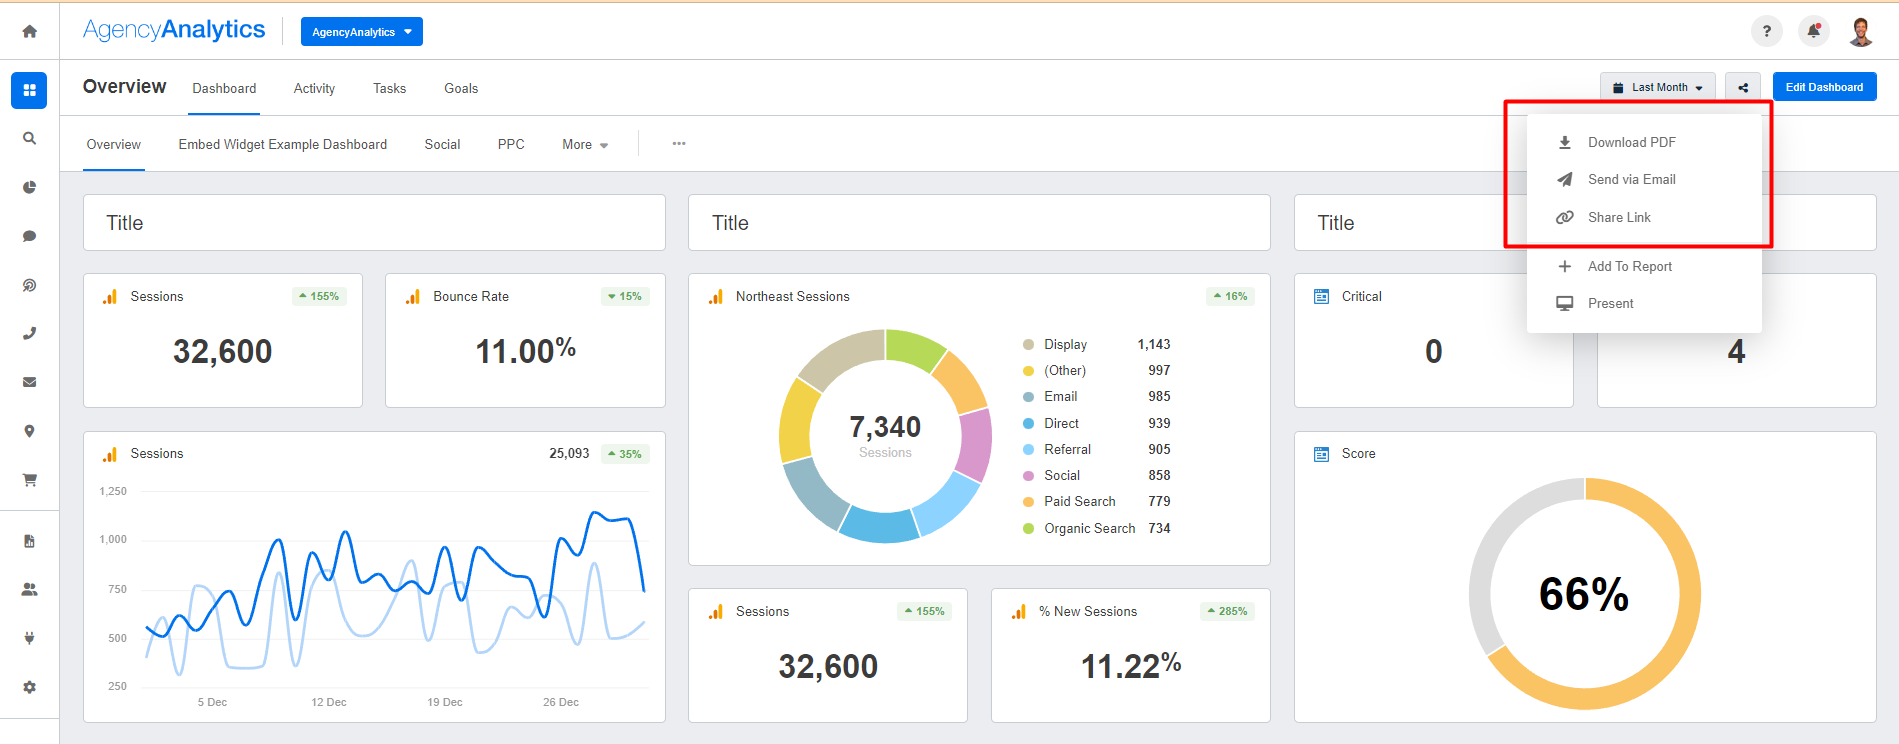 AgencyAnalytics
AgencyAnalytics
?
Overview
Dashboard
Activity
Tasks
Goals
Last Month
Edit Dashboard
Overview
Embed Widget Example Dashboard
Social
PPC
More
Download PDF
Send via Email
Share Link
Add To Report
Present
Title
Title
Title
Sessions
155%
32,600
Bounce Rate
15%
11.00%
Northeast Sessions
16%
7,340
Sessions
Display 1,143
(Other) 997
Email 985
Direct 939
Referral 905
Social 858
Paid Search 779
Organic Search 734
Critical
0
4
Sessions
25,093
35%
1,250
1,000
750
500
250
5 Dec
12 Dec
19 Dec
26 Dec
Sessions
155%
32,600
% New Sessions
285%
11.22%
Score
66%